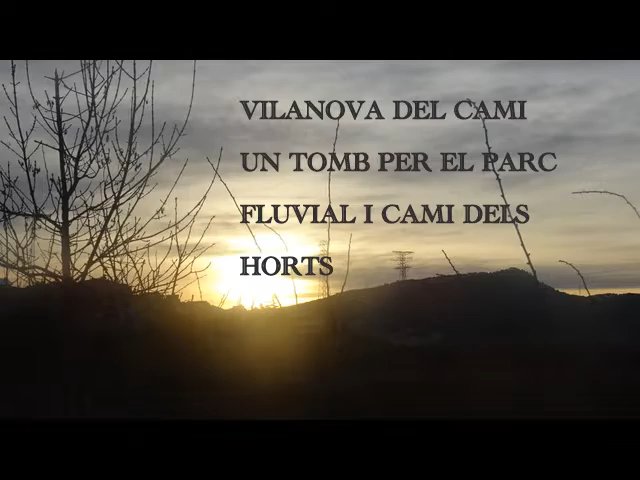 VILANOVA DEL CAMI
UN TOMB PER EL PARC
FLUVIAL I CAMI DELS
HORTS